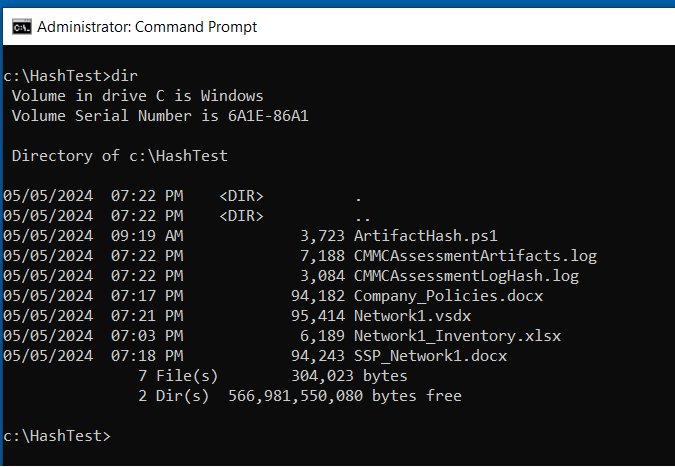 Administrator: Command Prompt
c:\HashTest>dir
 Volume in drive C is Windows
 Volume Serial Number is 6A1E-86A1
 Directory of c:\HashTest
05/05/2024  07:22 PM    <DIR>          .
05/05/2024  07:22 PM    <DIR>          ..
05/05/2024  09:19 AM             3,723 ArtifactHash.ps1
05/05/2024  07:22 PM             7,188 CMMCAssessmentArtifacts.log
05/05/2024  07:22 PM             3,084 CMMCAssessmentLogHash.log
05/05/2024  07:17 PM            94,182 Company_Policies.docx
05/05/2024  07:21 PM            95,414 Network1.vsdx
05/05/2024  07:03 PM             6,189 Network1_Inventory.xlsx
05/05/2024  07:18 PM            94,243 SSP_Network1.docx
               7 File(s)        304,023 bytes
               2 Dir(s)  566,981,550,080 bytes free
c:\HashTest>